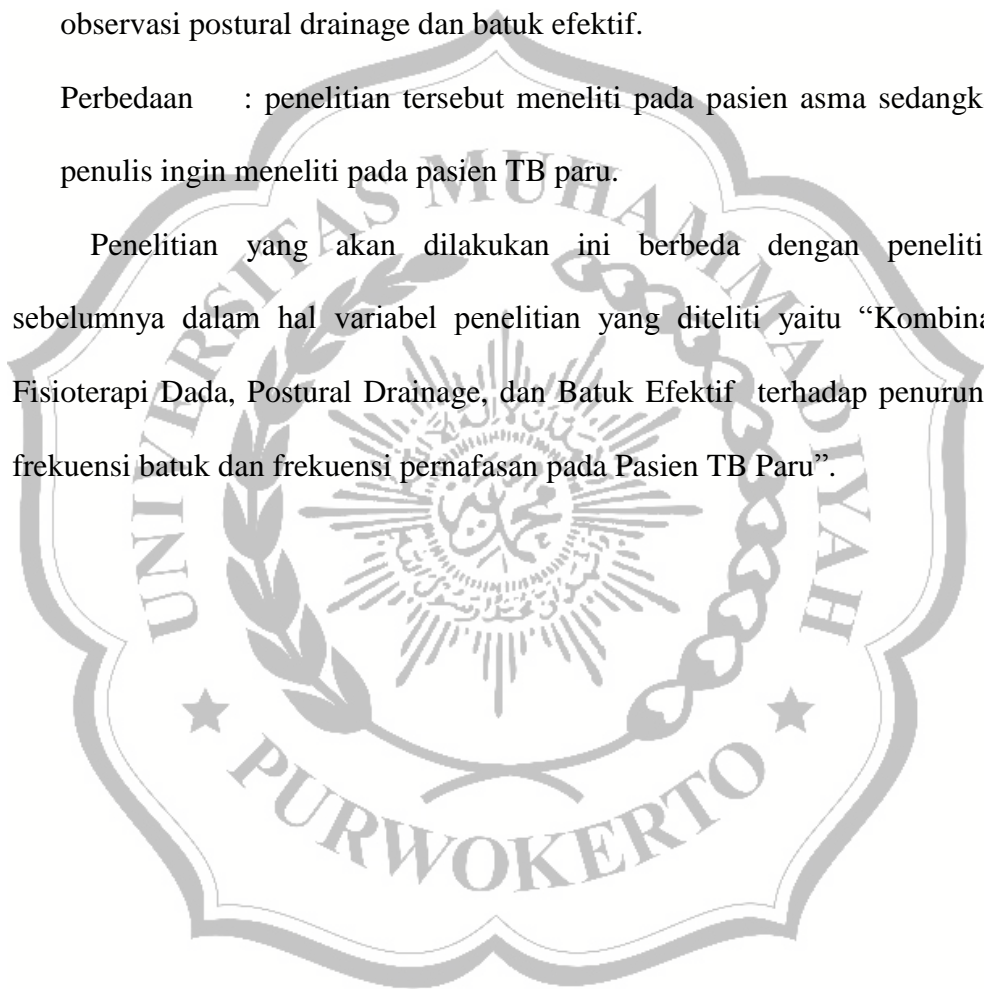 observasi postural drainage dan batuk efektif.
Perbedaan : penelitian tersebut meneliti pada pasien asma sedangk
penulis ingin meneliti pada pasien TB paru.
Penelitian yang akan dilakukan ini berbeda dengan peneliti
sebelumnya dalam hal variabel penelitian yang diteliti yaitu “Kombina
Fisioterapi Dada, Postural Drainage, dan Batuk Efektif terhadap penurun
frekuensi batuk dan frekuensi pernafasan pada Pasien TB Paru”.
UNIVERSITAS MUHAMMADIYAH
PURWOKERTO